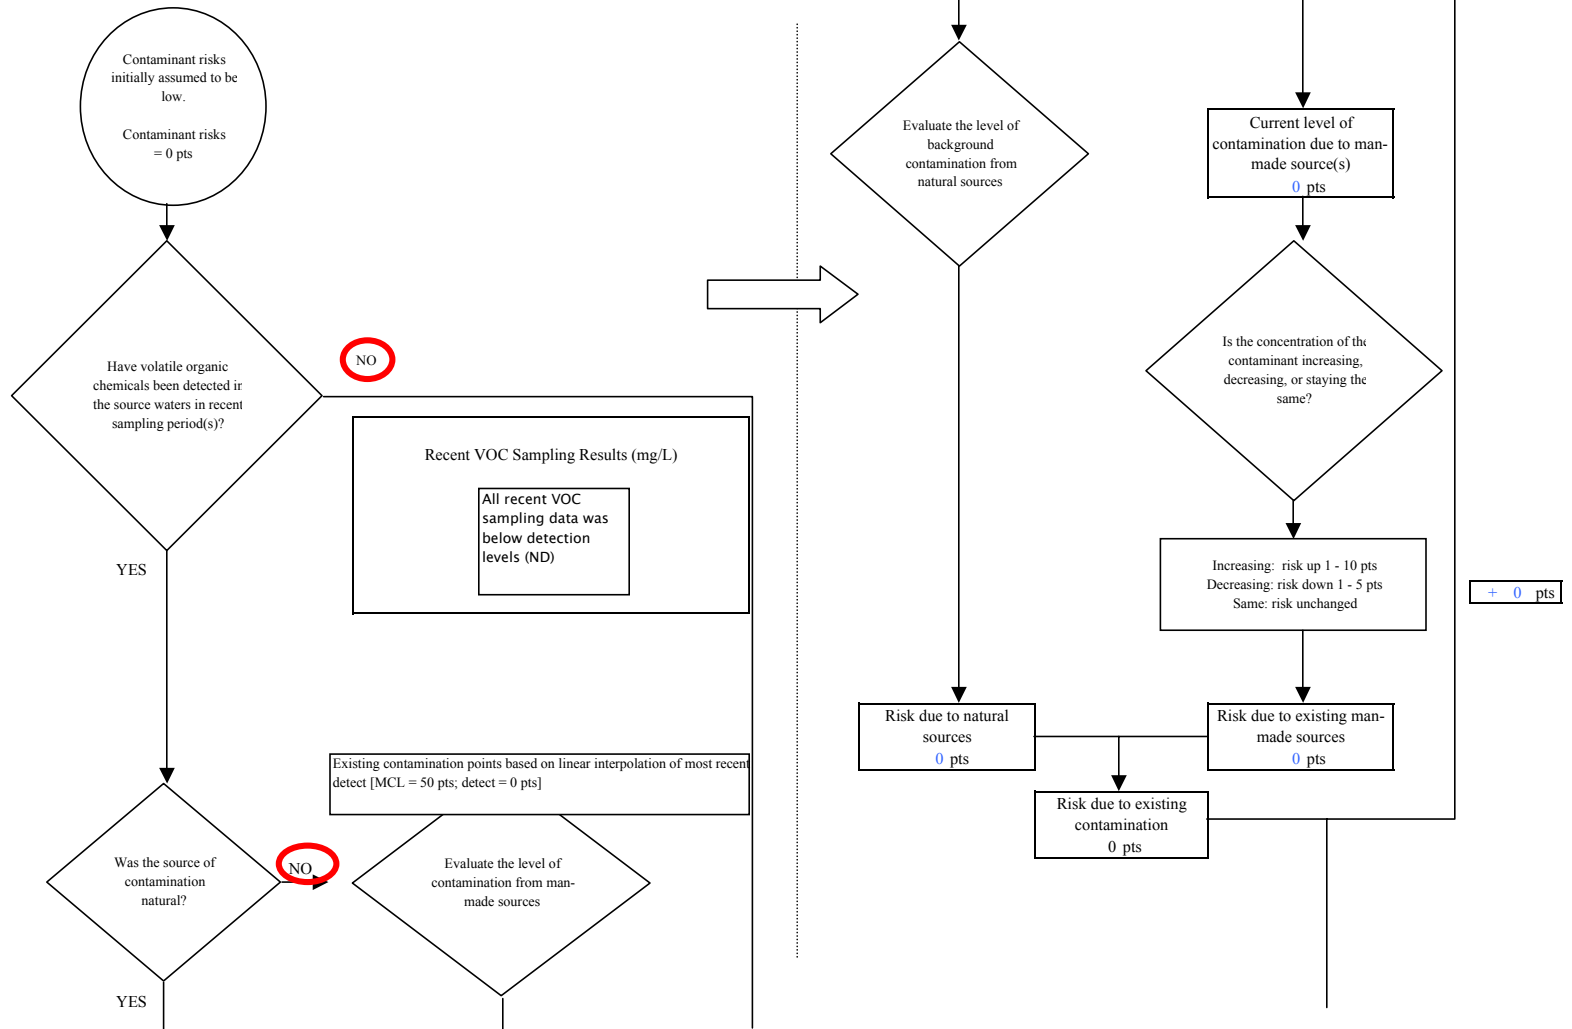 Contaminant risks
initially assumed to be
low.
Contaminant risks
= 0 pts
Have volatile organic
chemicals been detected in
the source waters in recent
sampling period(s)?
NO
YES
Recent VOC Sampling Results (mg/L)
All recent VOC
sampling data was
below detection
levels (ND)
Existing contamination points based on linear interpolation of most recent
detect [MCL = 50 pts; detect = 0 pts]
Was the source of
contamination
natural?
NO
YES
Evaluate the level of
contamination from man-
made sources
Evaluate the level of
background
contamination from
natural sources
Current level of
contamination due to man-
made source(s)
0 pts
Is the concentration of the
contaminant increasing,
decreasing, or staying the
same?
Increasing: risk up 1 - 10 pts
Decreasing: risk down 1 - 5 pts
Same: risk unchanged
+ 0 pts
Risk due to natural
sources
0 pts
Risk due to existing man-
made sources
0 pts
Risk due to existing
contamination
0 pts